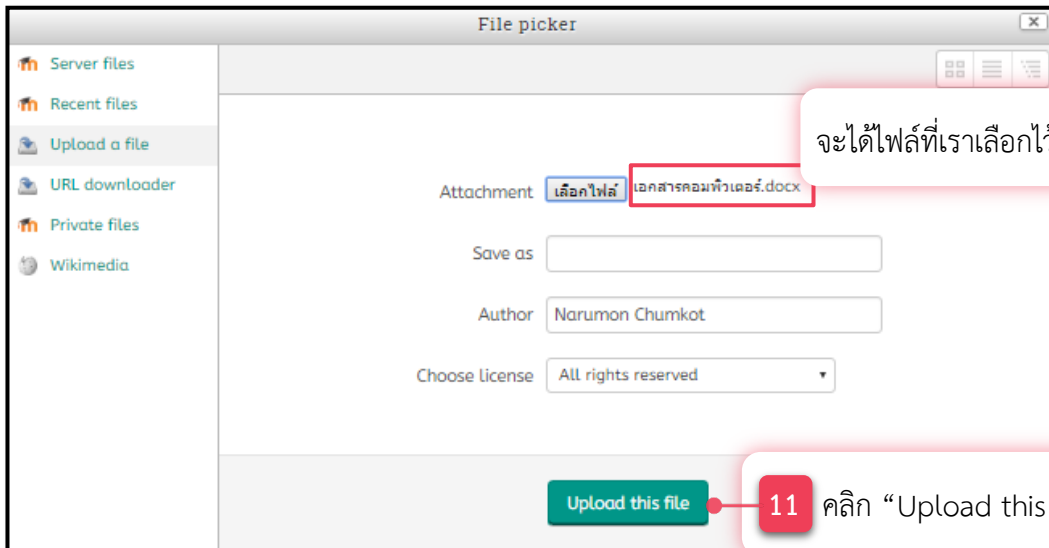 File picker
Server files
Recent files
Upload a file
URL downloader
Private files
Wikimedia
จะได้ไฟล์ที่เราเลือกไว้
Attachment เลือกไฟล์ เอกสารคอมพิวเตอร์.docx
Save as
Author Narumon Chumkot
Choose license All rights reserved
Upload this file
11 คลิก “Upload this